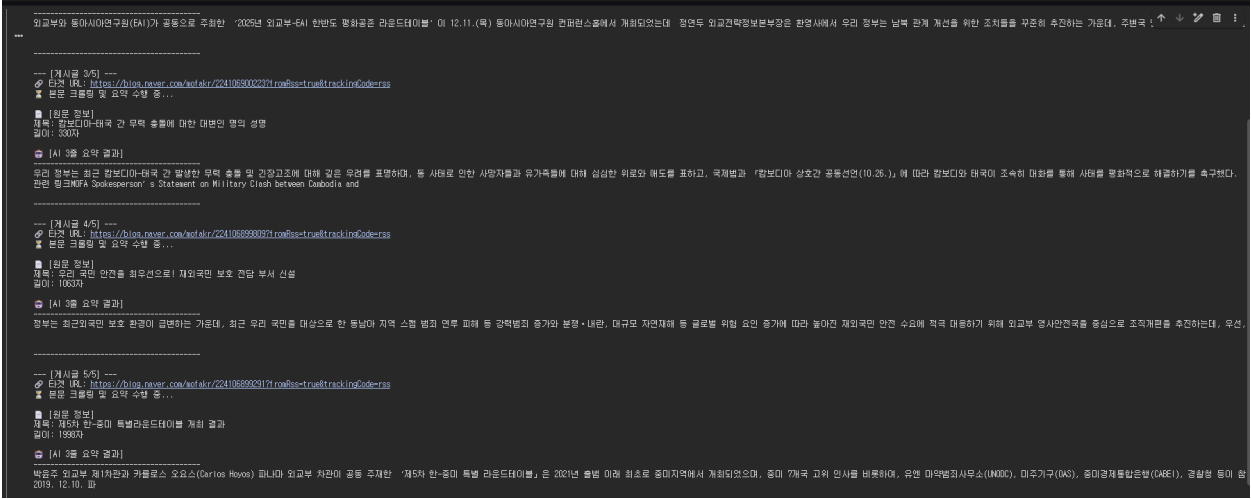 ----------------------------------------
외교부와 동아시아연구원(EAI)가 공동으로 주최한 ‘2025년 외교부-EAI 한반도 평화공존 라운드테이블’이 12.11.(목) 동아시아연구원 컨퍼런스홀에서 개최되었는데 정연두 외교전략정보본부장은 환영사에서 우리 정부는 남북 관계 개선을 위한 조치들을 꾸준히 추진하는 가운데, 주변국
----------------------------------------
--- [게시글 3/5] ---
🔗 타겟 URL: https://blog.naver.com/mofakr/224106900223?fromRss=true&trackingCode=rss
⏳ 본문 크롤링 및 요약 수행 중...
📄 [원문 정보]
제목: 캄보디아-태국 간 무력 충돌에 대한 대변인 명의 성명
길이: 330자
🤖 [AI 3줄 요약 결과]
----------------------------------------
우리 정부는 최근 캄보디아-태국 간 발생한 무력 충돌 및 긴장고조에 대해 깊은 우려를 표명하며, 동 사태로 인한 사망자들과 유가족들에 대해 심심한 위로와 애도를 표하고, 국제법과 「캄보디아 상호간 공동선언(10.26.)」에 따라 캄보디와 태국이 조속히 대화를 통해 사태를 평화적으로 해결하기를 촉구했다.
관련 링크MOFA Spokesperson’s Statement on Military Clash between Cambodia and
----------------------------------------
--- [게시글 4/5] ---
🔗 타겟 URL: https://blog.naver.com/mofakr/224106899809?fromRss=true&trackingCode=rss
⏳ 본문 크롤링 및 요약 수행 중...
📄 [원문 정보]
제목: 우리 국민 안전을 최우선으로! 재외국민 보호 전담 부서 신설
길이: 1063자
🤖 [AI 3줄 요약 결과]
----------------------------------------
정부는 최근외국민 보호 환경이 급변하는 가운데, 최근 우리 국민을 대상으로 한 동남아 지역 스캠 범죄 연루 피해 등 강력범죄 증가와 분쟁·내란, 대규모 자연재해 등 글로벌 위험 요인 증가에 따라 높아진 재외국민 안전 수요에 적극 대응하기 위해 외교부 영사안전국을 중심으로 조직개편을 추진하는데, 우선,
----------------------------------------
--- [게시글 5/5] ---
🔗 타겟 URL: https://blog.naver.com/mofakr/224106899291?fromRss=true&trackingCode=rss
⏳ 본문 크롤링 및 요약 수행 중...
📄 [원문 정보]
제목: 제5차 한-중미 특별라운드테이블 개최 결과
길이: 1998자
🤖 [AI 3줄 요약 결과]
----------------------------------------
박윤주 외교부 제1차관과 카를로스 오요스(Carlos Hoyos) 파나마 외교부 차관이 공동 주재한 ‘제5차 한-중미 특별 라운드테이블」은 2021년 출범 이래 최초로 중미지역에서 개최되었으며, 중미 7개국 고위 인사를 비롯하여, 유엔 마약범죄사무소(UNODC), 미주기구(OAS), 중미경제통합은행(CABEI), 경찰청 등이 참
2019. 12.10. 파